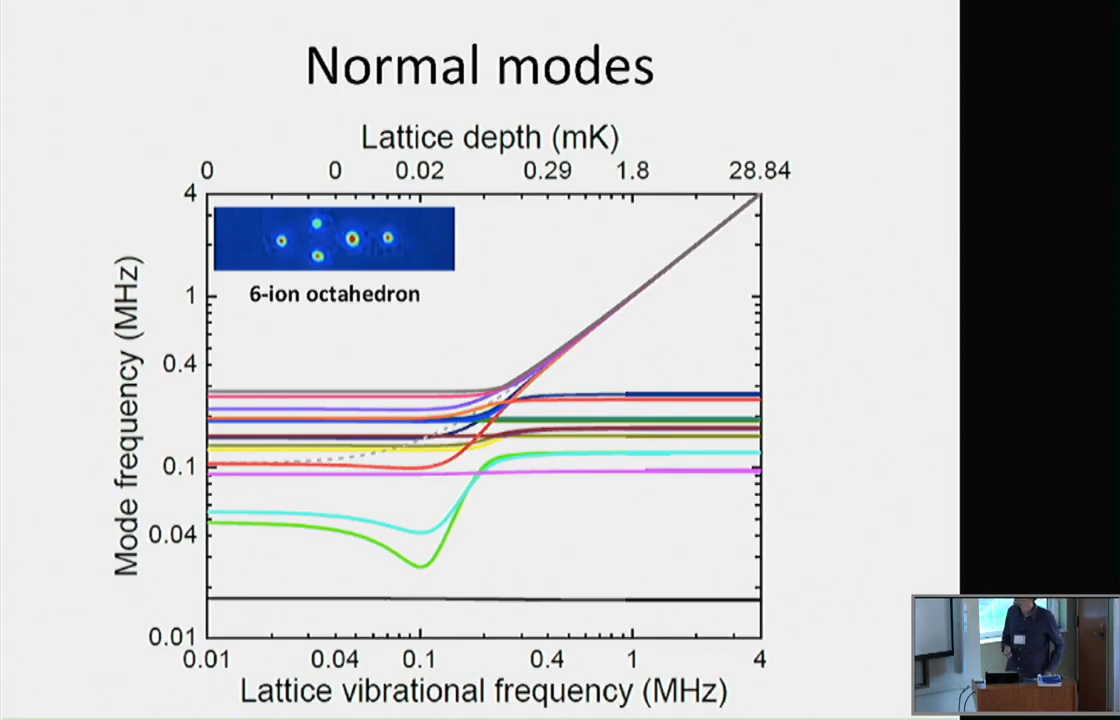 Normal modes
Lattice depth (mK)
0 0 0.02 0.29 1.8 28.84
4
6-ion octahedron
1
0.4
0.1
0.04
0.01
Mode frequency (MHz)
0.01 0.04 0.1 0.4 1 4
Lattice vibrational frequency (MHz)